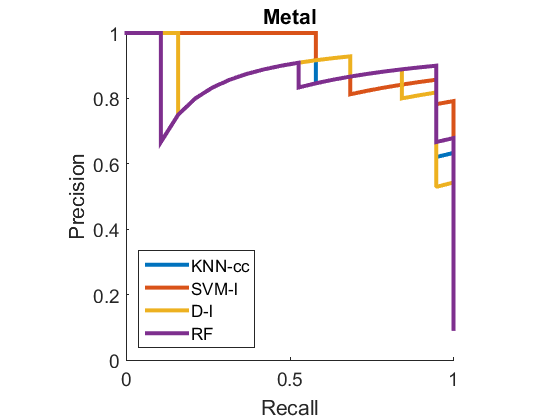 Metal
1
0.8
0.6
0.4
0.2
0
Precision
KNN-cc
SVM-I
D-I
RF
0 0.5 1
Recall